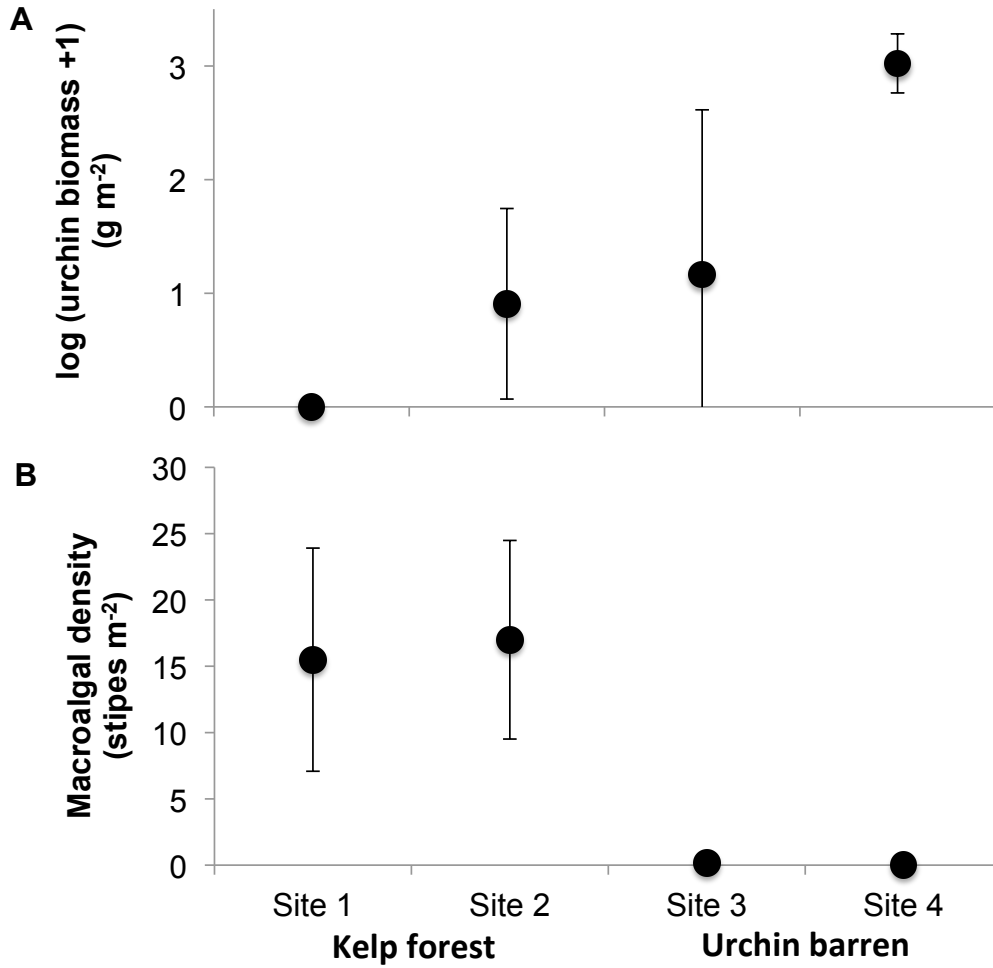 A
log (urchin biomass +1)
(g m-2)
3
2
1
0
B
Macroalgal density
(stipes m-2)
30
25
20
15
10
5
0
Site 1 Site 2 Site 3 Site 4
Kelp forest Urchin barren